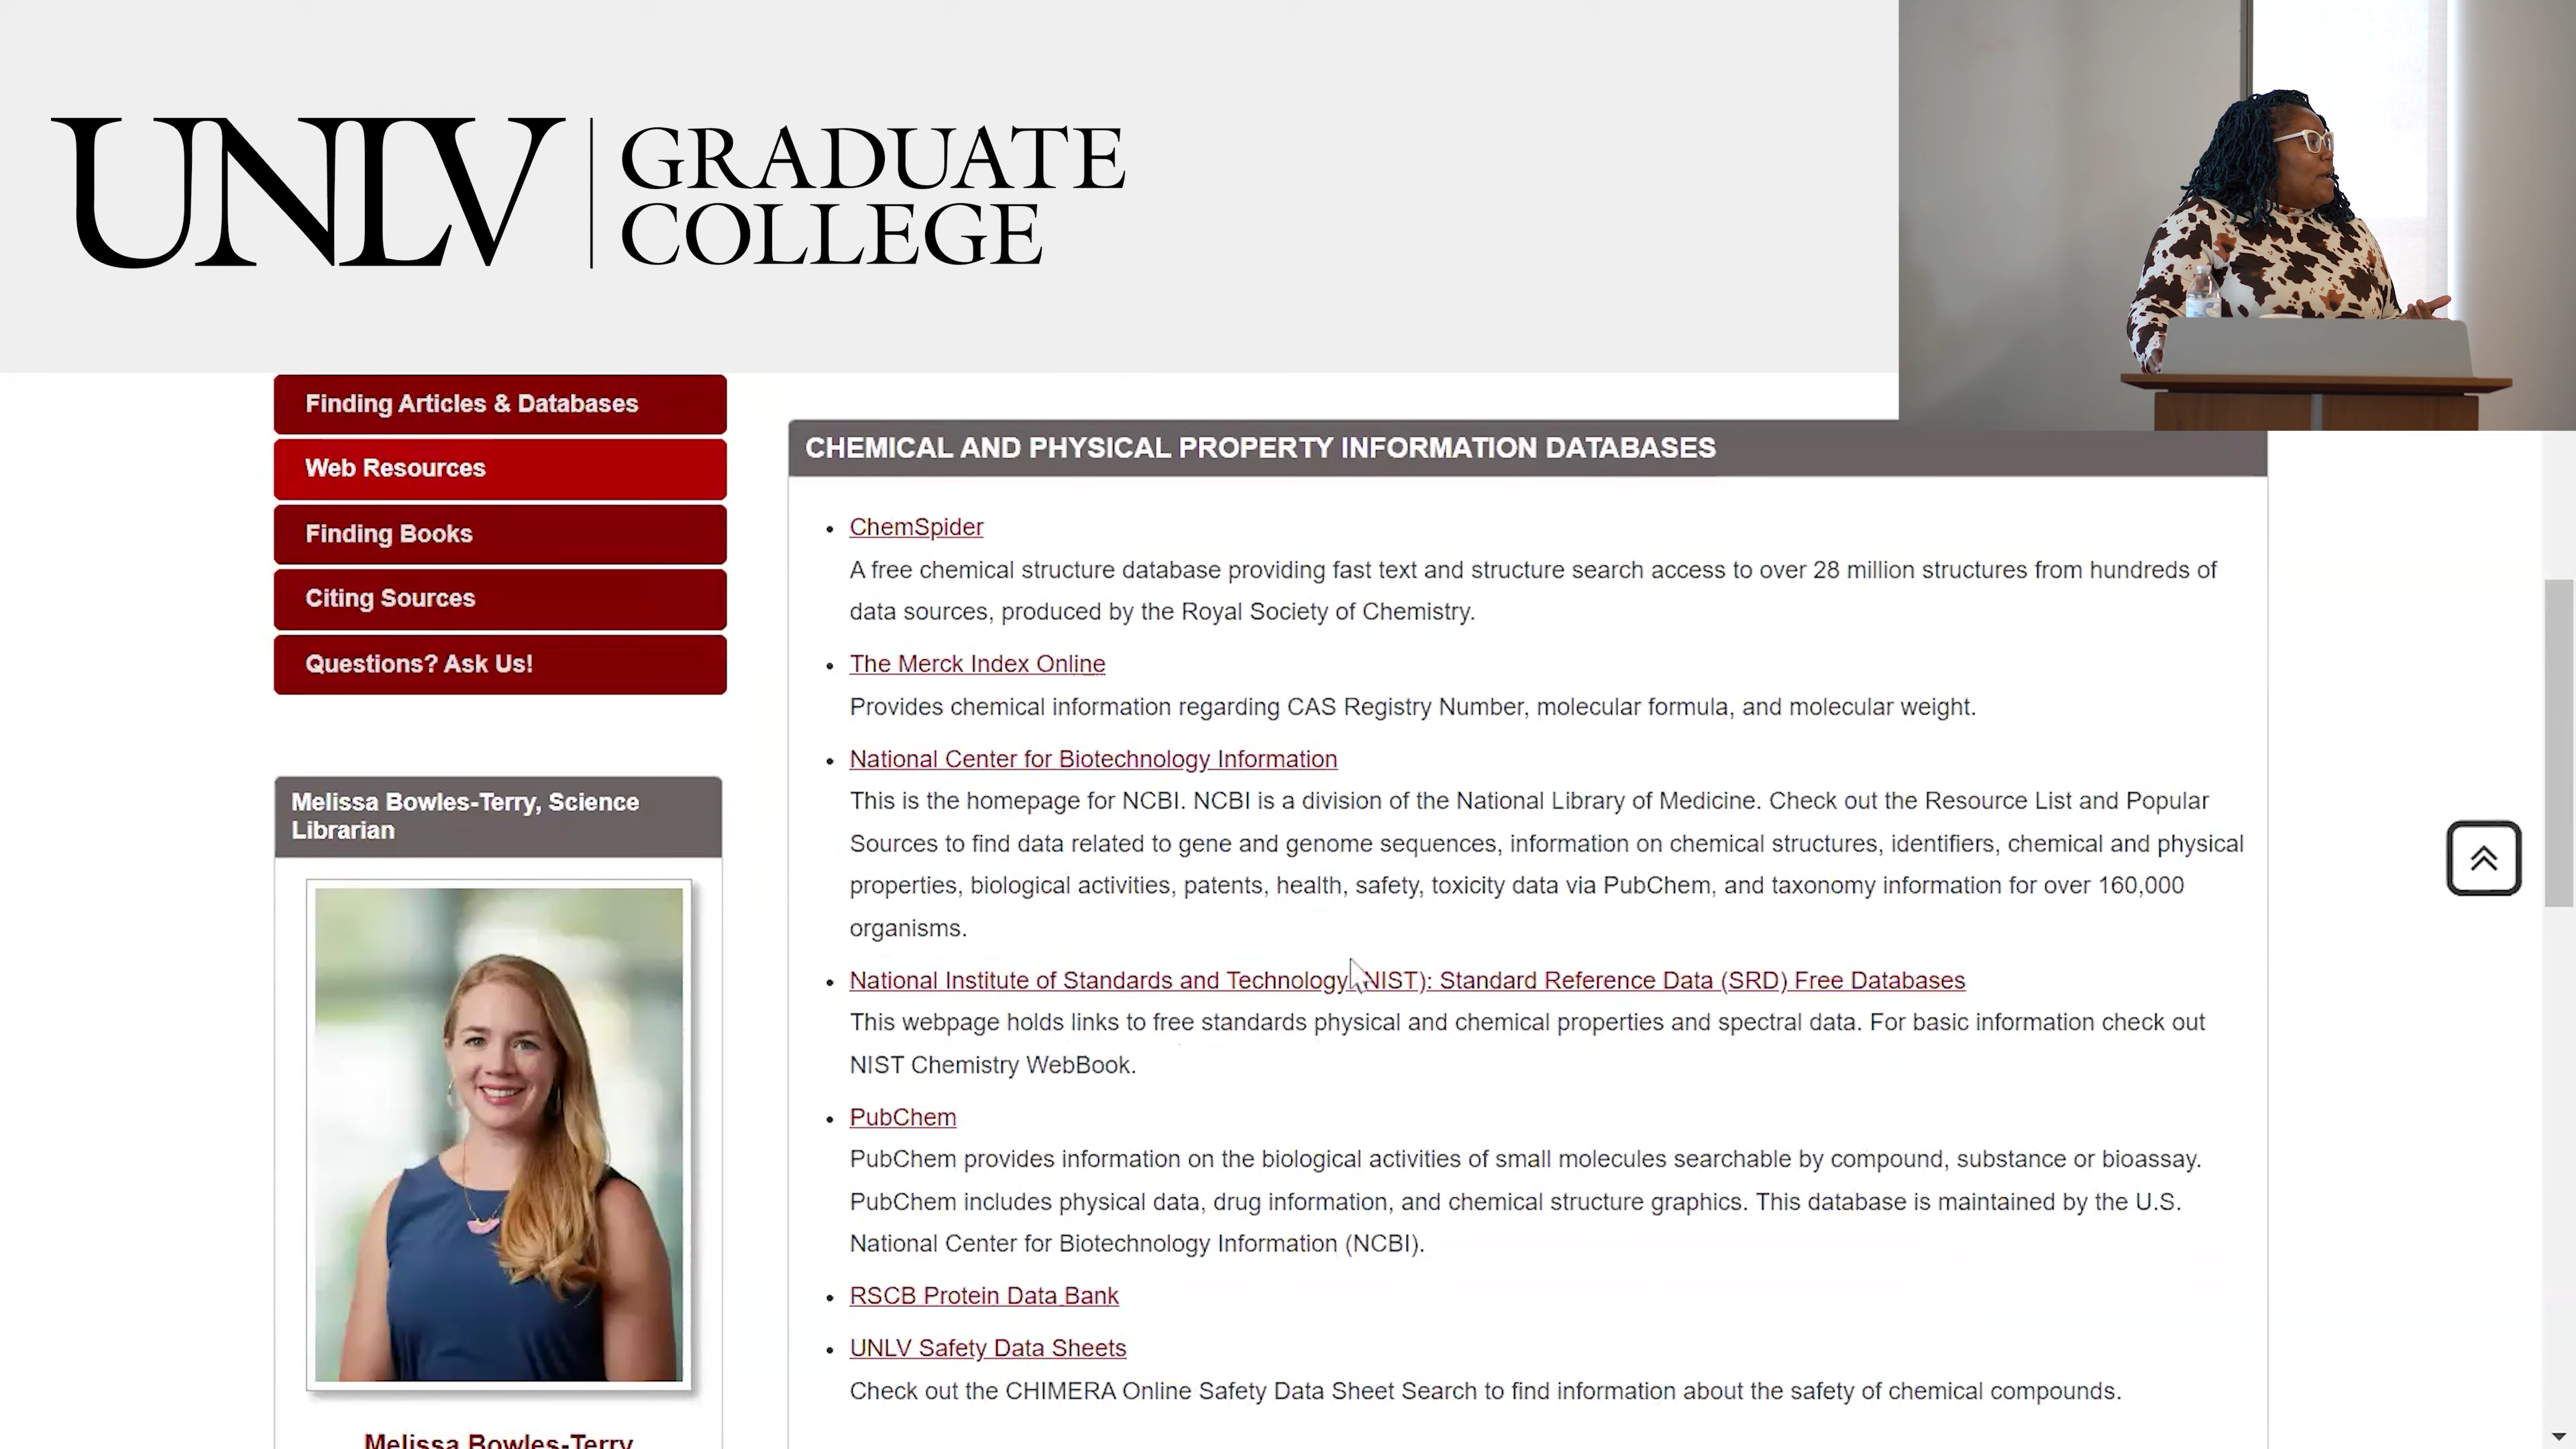 UNLV
GRADUATE
COLLEGE
Finding Articles & Databases
Web Resources
Finding Books
Citing Sources
Questions? Ask Us!
Melissa Bowles-Terry, Science
Librarian
Melissa Bowles-Terry
CHEMICAL AND PHYSICAL PROPERTY INFORMATION DATABASES
ChemSpider
A free chemical structure database providing fast text and structure search access to over 28 million structures from hundreds of
data sources, produced by the Royal Society of Chemistry.
The Merck Index Online
Provides chemical information regarding CAS Registry Number, molecular formula, and molecular weight.
National Center for Biotechnology Information
This is the homepage for NCBI. NCBI is a division of the National Library of Medicine. Check out the Resource List and Popular
Sources to find data related to gene and genome sequences, information on chemical structures, identifiers, chemical and physical
properties, biological activities, patents, health, safety, toxicity data via PubChem, and taxonomy information for over 160,000
organisms.
National Institute of Standards and Technology (NIST): Standard Reference Data (SRD) Free Databases
This webpage holds links to free standards physical and chemical properties and spectral data. For basic information check out
NIST Chemistry WebBook.
PubChem
PubChem provides information on the biological activities of small molecules searchable by compound, substance or bioassay.
PubChem includes physical data, drug information, and chemical structure graphics. This database is maintained by the U.S.
National Center for Biotechnology Information (NCBI).
RSCB Protein Data Bank
UNLV Safety Data Sheets
Check out the CHIMERA Online Safety Data Sheet Search to find information about the safety of chemical compounds.